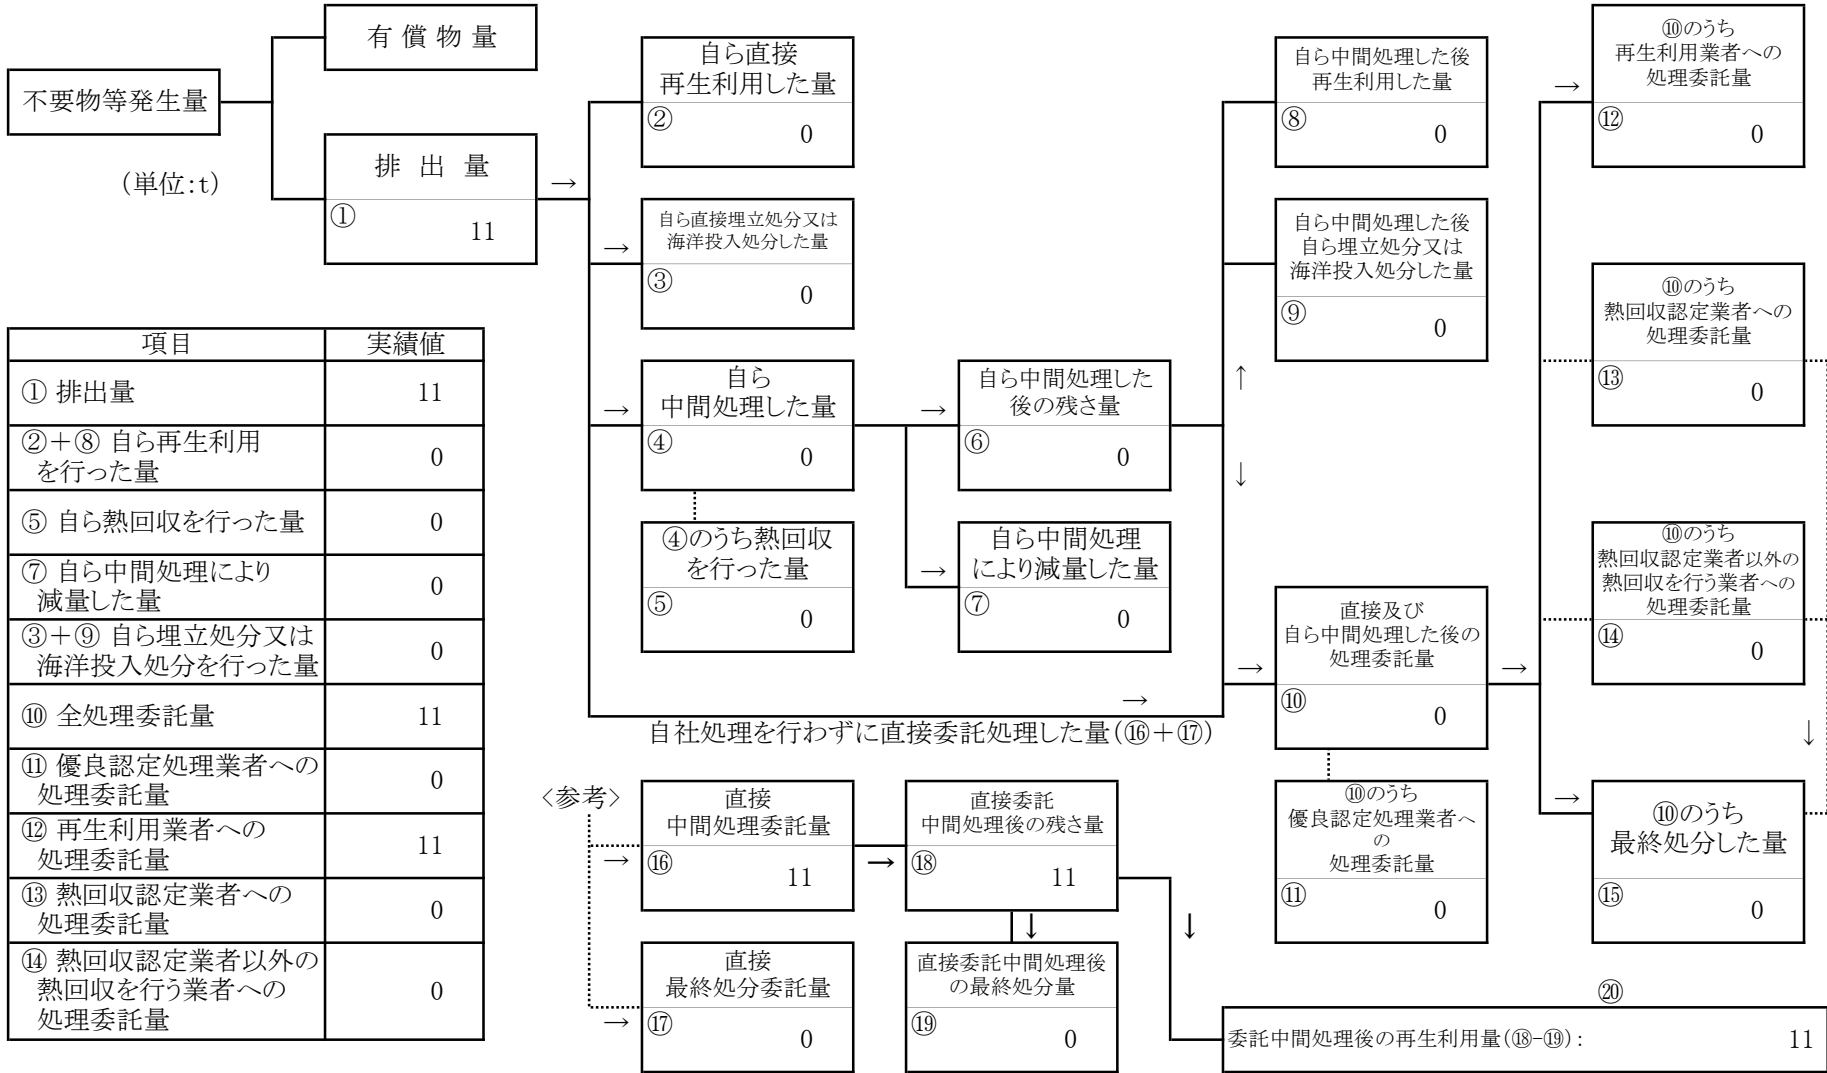 不要物等発生量
(単位:t)
有 償 物 量
排 出 量
①
11
→
自ら直接
再生利用した量
②
0
→
自ら直接埋立処分又は
海洋投入処分した量
③
0
→
自ら
中間処理した量
④
0
④のうち熱回収
を行った量
⑤
0
→
自ら中間処理した
後の残さ量
⑥
0
→
自ら中間処理
により減量した量
⑦
0
↑
↓
自ら中間処理した後
再生利用した量
⑧
0
自ら中間処理した後
自ら埋立処分又は
海洋投入処分した量
⑨
0
→
自社処理を行わずに直接委託処理した量(⑯+⑰)
→
直接及び
自ら中間処理した後の
処理委託量
⑩
0
⑩のうち
優良認定処理業者へ
の
処理委託量
⑪
0
→
→
⑩のうち
再生利用業者への
処理委託量
⑫
0
⑩のうち
熱回収認定業者への
処理委託量
⑬
0
⑩のうち
熱回収認定業者以外の
熱回収を行う業者への
処理委託量
⑭
0
↓
→
⑩のうち
最終処分した量
⑮
0
項目 実績値
① 排出量 11
②+⑧ 自ら再生利用
を行った量 0
⑤ 自ら熱回収を行った量 0
⑦ 自ら中間処理により
減量した量 0
③+⑨ 自ら埋立処分又は
海洋投入処分を行った量 0
⑩ 全処理委託量 11
⑪ 優良認定処理業者への
処理委託量 0
⑫ 再生利用業者への
処理委託量 11
⑬ 熱回収認定業者への
処理委託量 0
⑭ 熱回収認定業者以外の
熱回収を行う業者への
処理委託量 0
<参考>
→
直接
中間処理委託量
⑯
11
→
直接委託
中間処理後の残さ量
⑱
11
↓
↓
→
直接
最終処分委託量
⑰
0
直接委託中間処理後
の最終処分量
⑲
0
⑳
委託中間処理後の再生利用量(⑱-⑲): 11